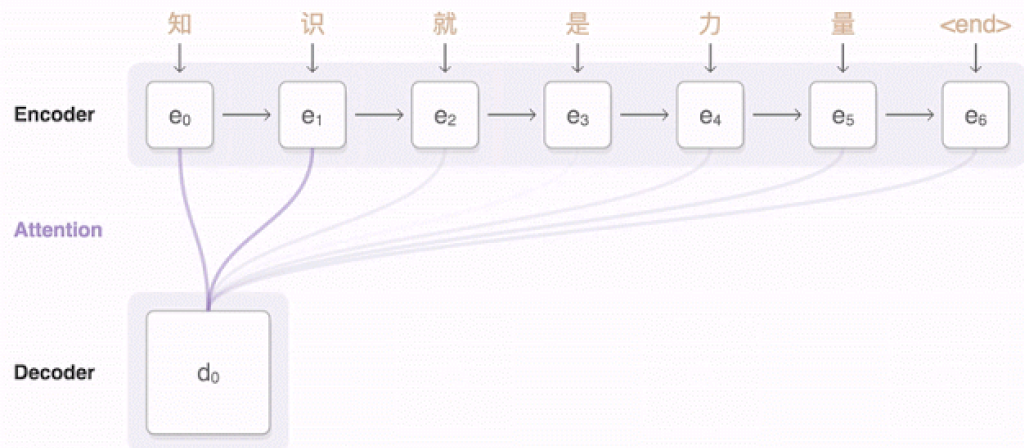 知 识 就 是 力 量 <end>
Encoder e₀ e₁ e₂ e₃ e₄ e₅ e₆
Attention
Decoder d₀